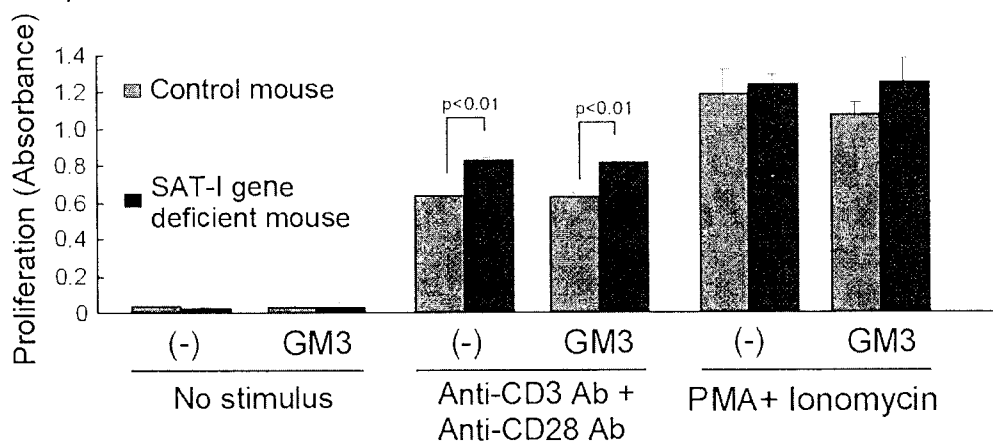 Proliferation (Absorbance)
1.4
1.2
1.0
0.8
0.6
0.4
0.2
0
Control mouse
SAT-I gene
deficient mouse
p<0.01
p<0.01
(-)
GM3
(-)
GM3
(-)
GM3
No stimulus
Anti-CD3 Ab +
Anti-CD28 Ab
PMA+ Ionomycin